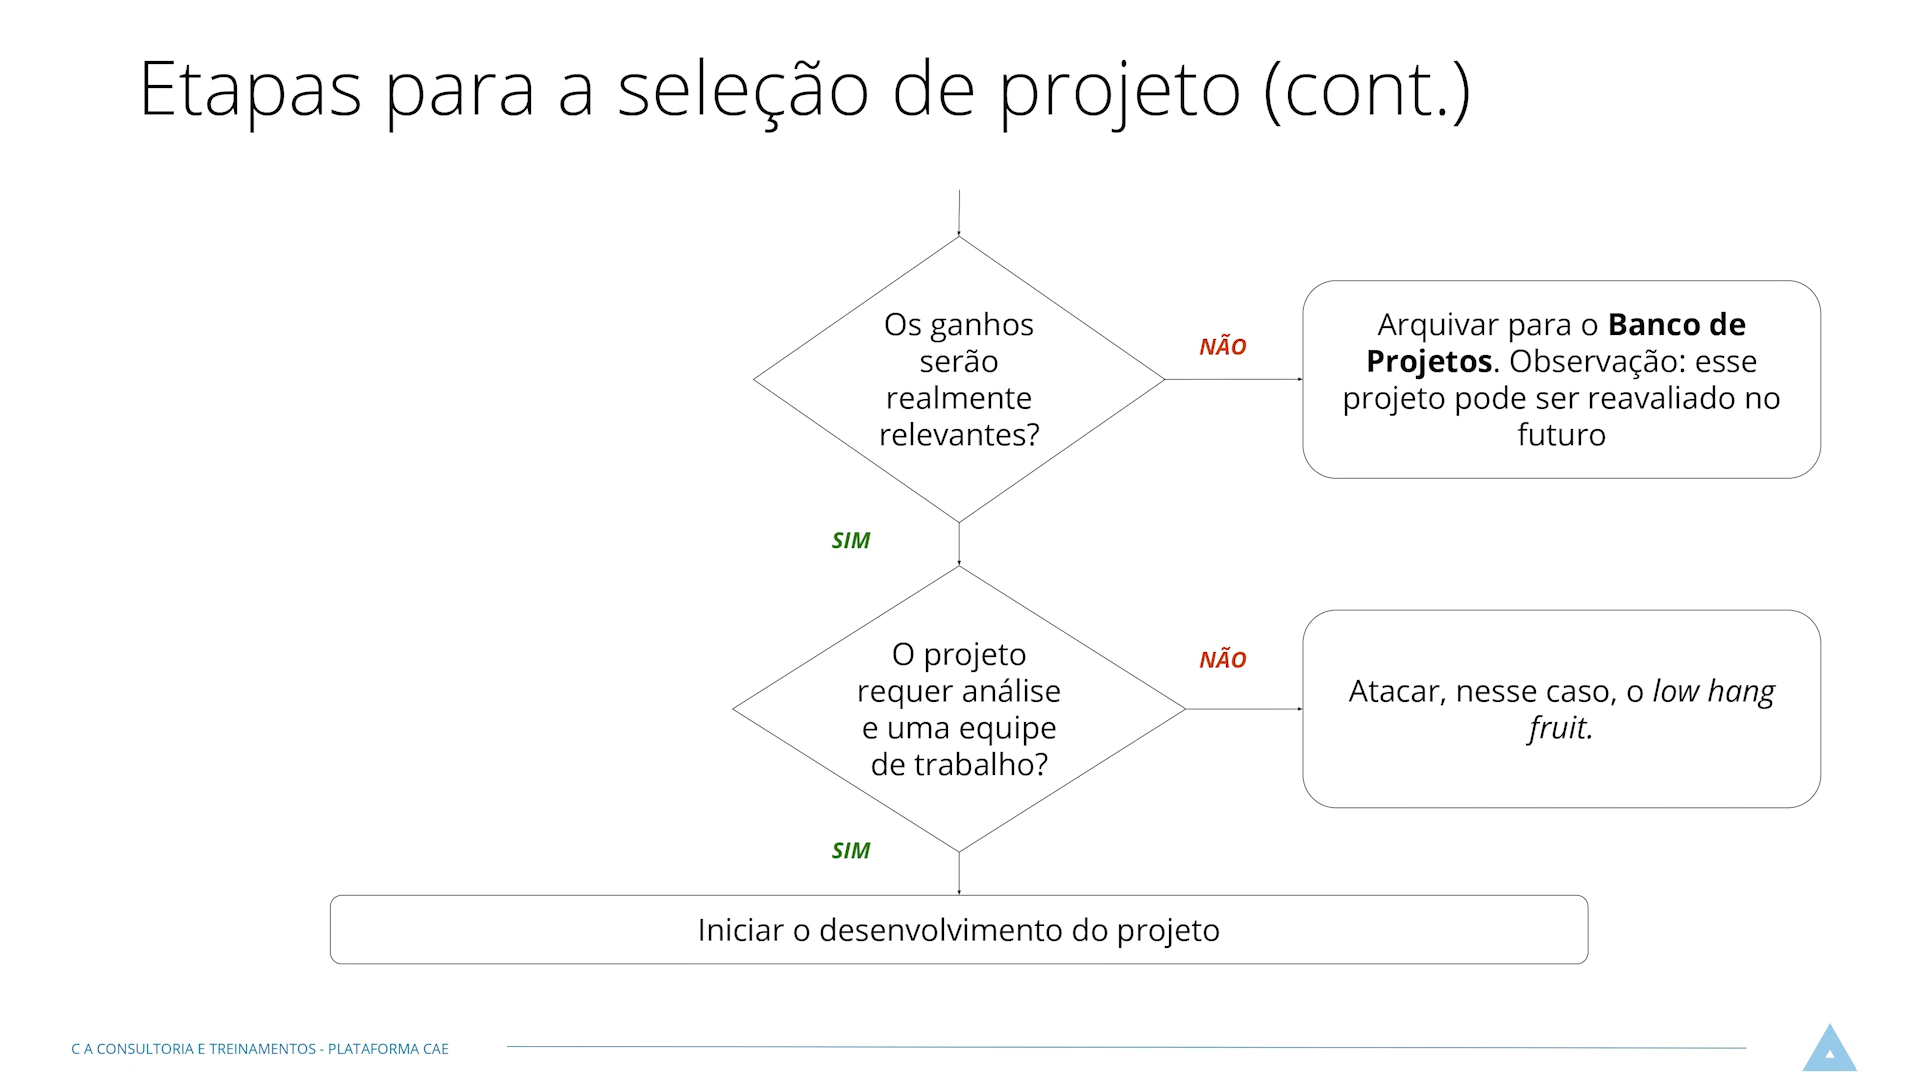 Etapas para a seleção de projeto (cont.)
Os ganhos
serão
realmente
relevantes?
NÃO
Arquivar para o Banco de
Projetos. Observação: esse
projeto pode ser reavaliado no
futuro
SIM
O projeto
requer análise
e uma equipe
de trabalho?
NÃO
Atacar, nesse caso, o low hang
fruit.
SIM
Iniciar o desenvolvimento do projeto
C A CONSULTORIA E TREINAMENTOS - PLATAFORMA CAE